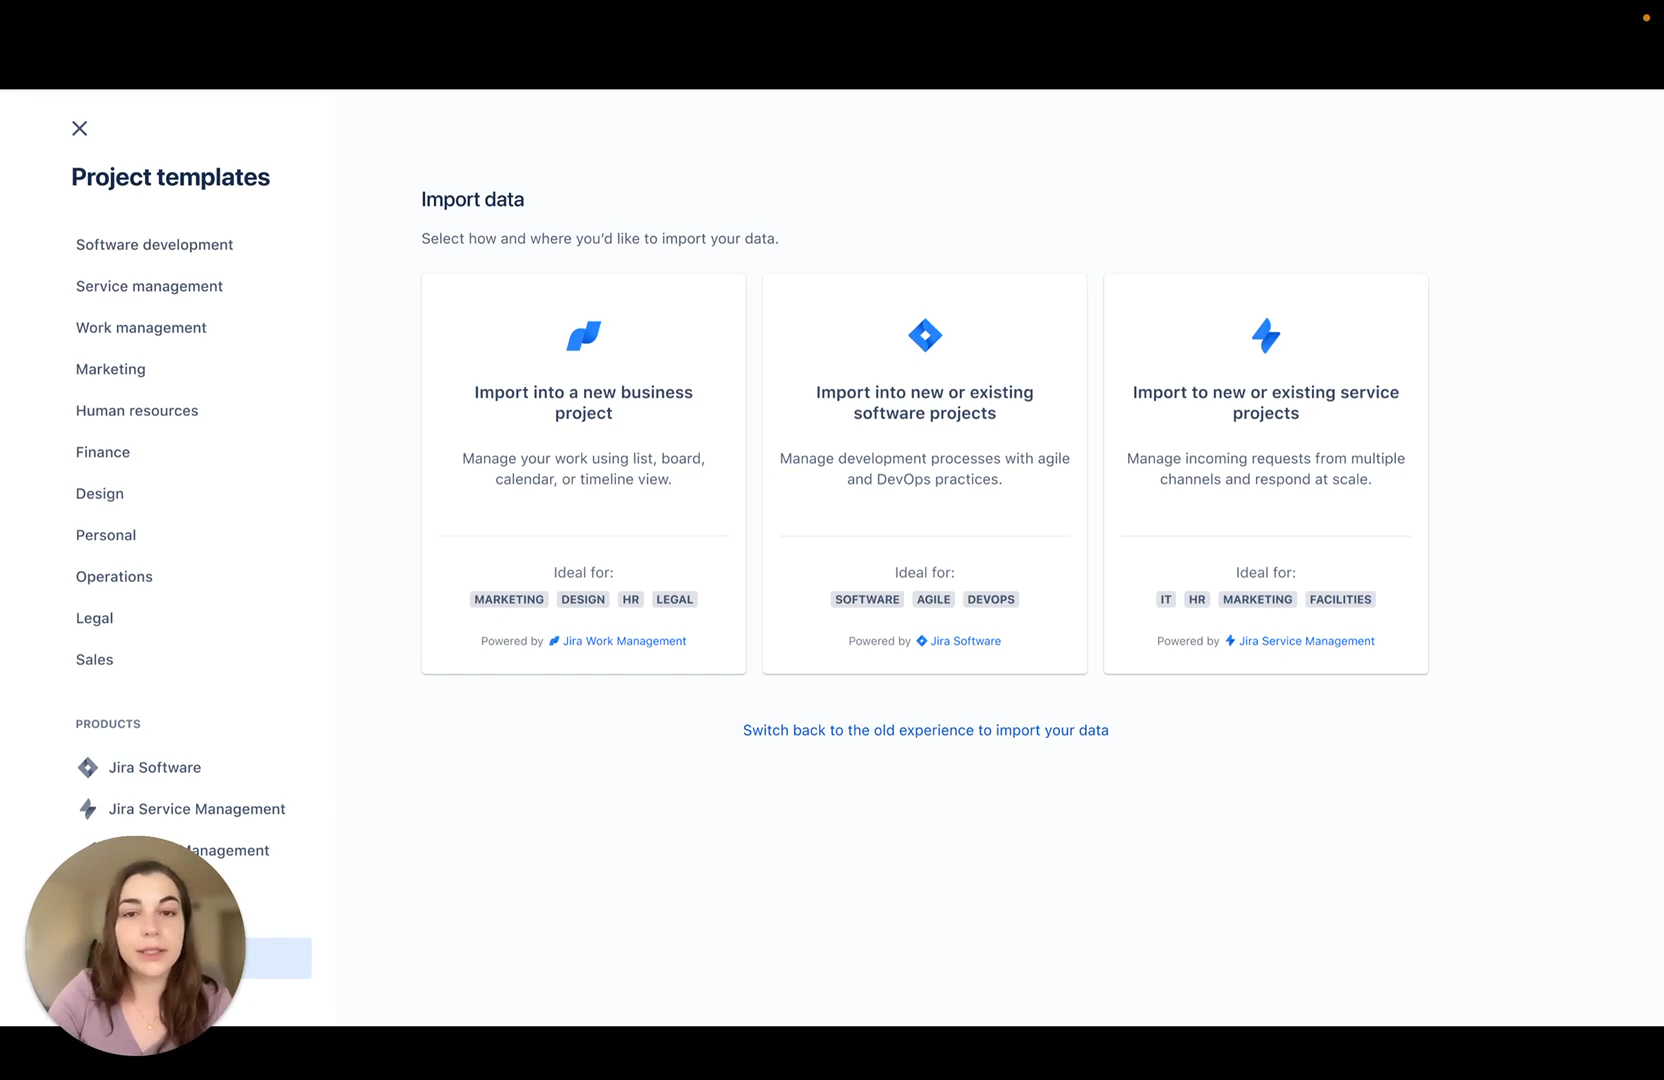 Project templates
Software development
Service management
Work management
Marketing
Human resources
Finance
Design
Personal
Operations
Legal
Sales
PRODUCTS
Jira Software
Jira Service Management
Management
Import data
Select how and where you'd like to import your data.
Import into a new business
project
Manage your work using list, board,
calendar, or timeline view.
Ideal for:
MARKETING DESIGN HR LEGAL
Powered by Jira Work Management
Import into new or existing
software projects
Manage development processes with agile
and DevOps practices.
Ideal for:
SOFTWARE AGILE DEVOPS
Powered by Jira Software
Import to new or existing service
projects
Manage incoming requests from multiple
channels and respond at scale.
Ideal for:
IT HR MARKETING FACILITIES
Powered by Jira Service Management
Switch back to the old experience to import your data